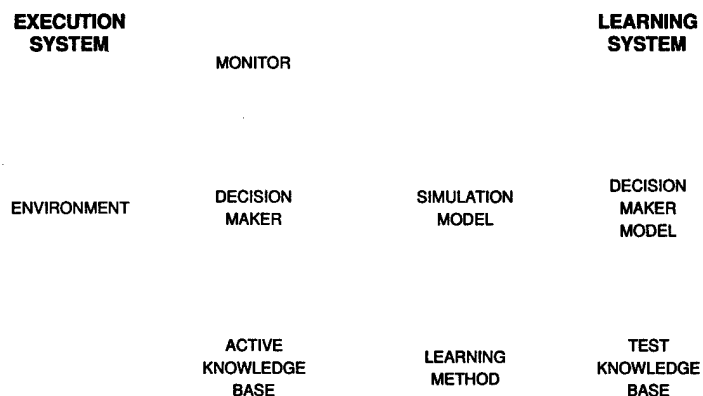 EXECUTION
SYSTEM
LEARNING
SYSTEM
MONITOR
ENVIRONMENT
DECISION
MAKER
SIMULATION
MODEL
DECISION
MAKER
MODEL
ACTIVE
KNOWLEDGE
BASE
LEARNING
METHOD
TEST
KNOWLEDGE
BASE